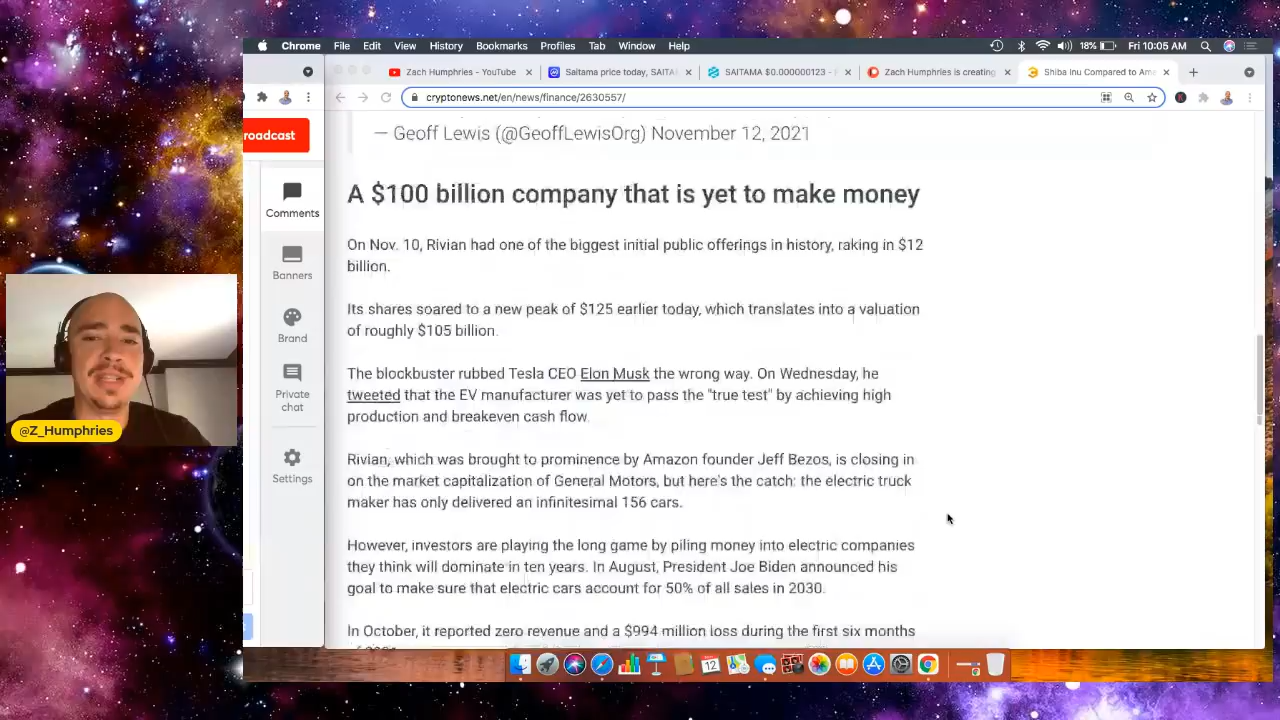 Chrome File Edit View History Bookmarks Profiles Tab Window Help 18% Fri 10:05 AM
Zach Humphries - YouTube Saitama price today, SAITA SAITAMA $0.000000123 - Zach Humphries is creating Shiba Inu Compared to Ame
cryptonews.net/en/news/finance/2630557/
roadcast
Comments
Banners
Brand
Private
chat
Settings
@Z_Humphries
— Geoff Lewis (@GeoffLewisOrg) November 12, 2021
A $100 billion company that is yet to make money
On Nov. 10, Rivian had one of the biggest initial public offerings in history, raking in $12
billion.
Its shares soared to a new peak of $125 earlier today, which translates into a valuation
of roughly $105 billion.
The blockbuster rubbed Tesla CEO Elon Musk the wrong way. On Wednesday, he
tweeted that the EV manufacturer was yet to pass the "true test" by achieving high
production and breakeven cash flow.
Rivian, which was brought to prominence by Amazon founder Jeff Bezos, is closing in
on the market capitalization of General Motors, but here's the catch: the electric truck
maker has only delivered an infinitesimal 156 cars.
However, investors are playing the long game by piling money into electric companies
they think will dominate in ten years. In August, President Joe Biden announced his
goal to make sure that electric cars account for 50% of all sales in 2030.
In October, it reported zero revenue and a $994 million loss during the first six months